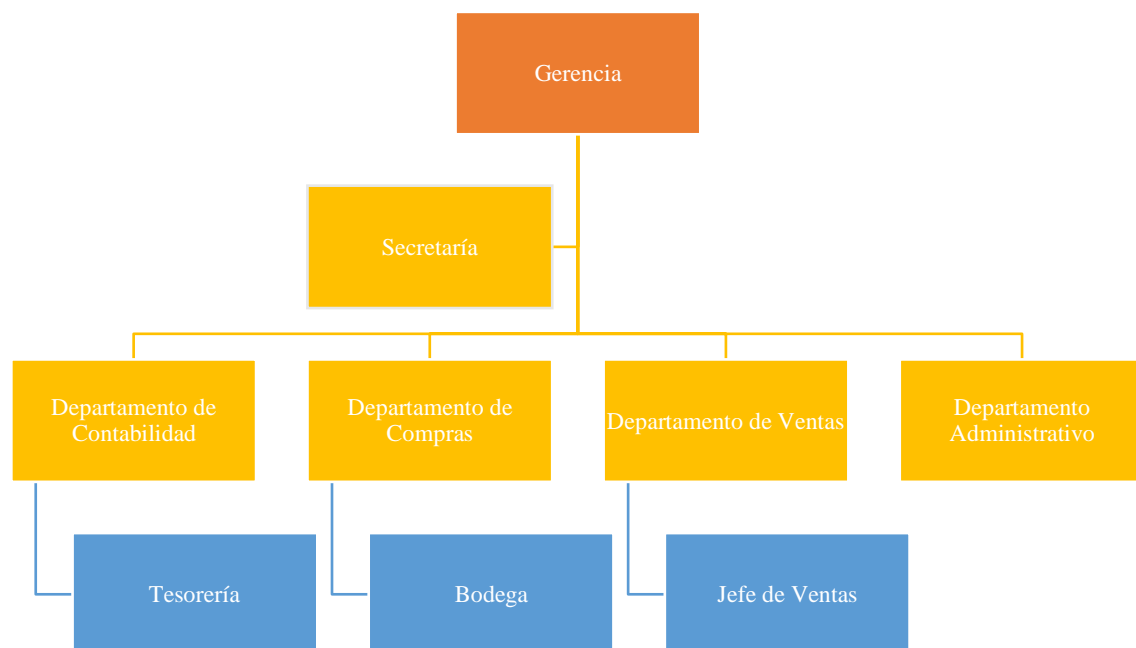 Gerencia
Secretaría
Departamento de
Contabilidad
Departamento de
Compras
Departamento de Ventas
Departamento
Administrativo
Tesorería
Bodega
Jefe de Ventas